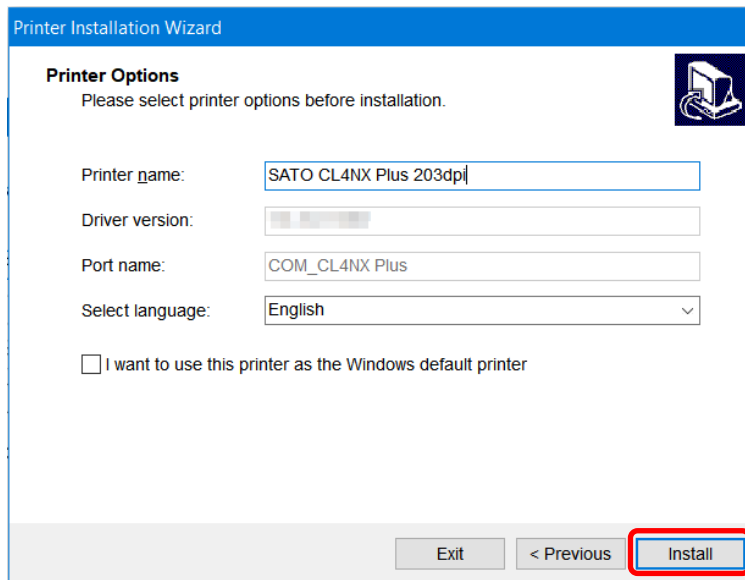 Printer Installation Wizard
Printer Options
Please select printer options before installation.
Printer name: SATO CL4NX Plus 203dpi
Driver version:
Port name: COM_CL4NX Plus
Select language: English
I want to use this printer as the Windows default printer
Exit < Previous Install